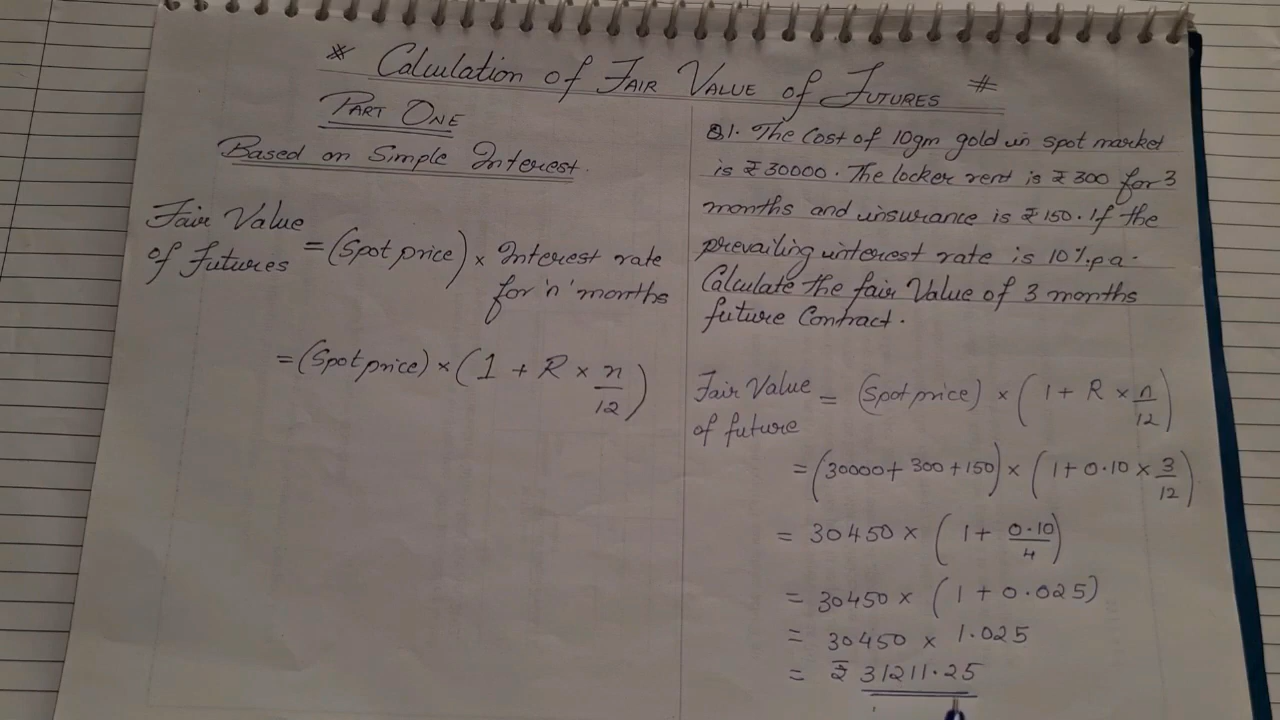 * Calculation of FAIR VALUE of FUTURES #
PART ONE
Based on Simple Interest.
Fair Value
of Futures = (Spot price) × Interest rate
for 'n' months
= (Spot price) × (1 + R × n/12)
Q1. The Cost of 10gm gold in spot market
is ₹30000. The locker rent is ₹300 for 3
months and insurance is ₹150. If the
prevailing interest rate is 10%.p.a.
Calculate the fair Value of 3 months
future Contract.
Fair Value
of future = (Spot price) × (1 + R × n/12)
= (30000 + 300 + 150) × (1 + 0.10 × 3/12)
= 30450 × (1 + 0.10/4)
= 30450 × (1 + 0.025)
= 30450 × 1.025
= ₹ 31211.25